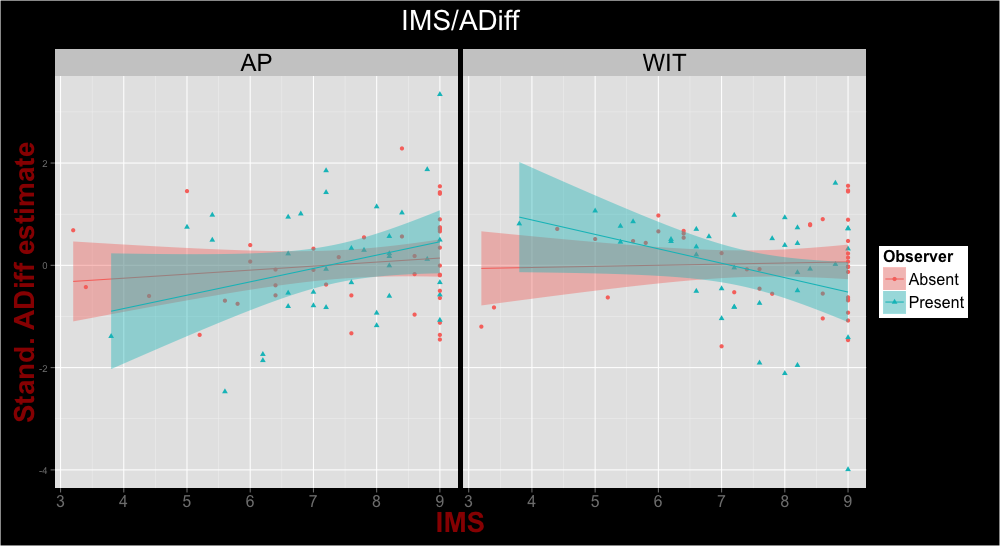 IMS/ADiff
AP WIT
Stand. ADiff estimate
2
0
-2
-4
3 4 5 6 7 8 9 3 4 5 6 7 8 9
IMS
Observer
Absent
Present